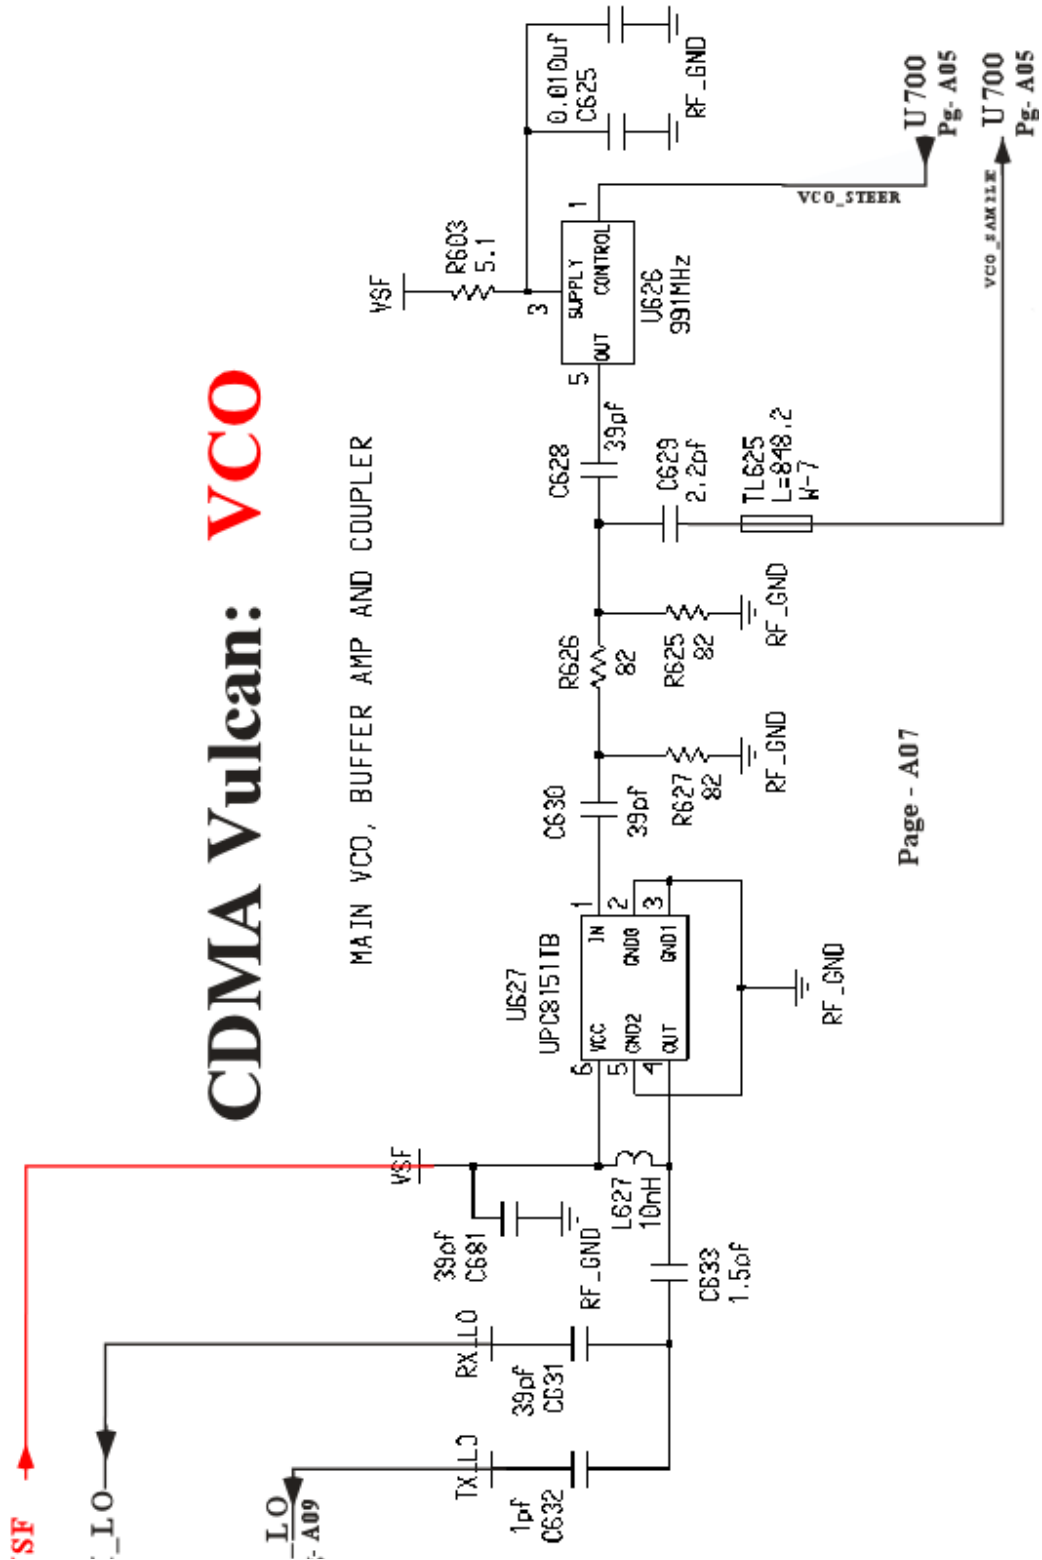 CDMA Vulcan: VCO
MAIN VCO, BUFFER AMP AND COUPLER
_LO
_LO
- A09
TX_LO
1pf
C632
RX_LO
39pf
C631
39pf
C681
RF_GND
VSF
L627
10nH
C633
1.5pf
U627
UPC8151TB
6
VCC
5
GND2
4
OUT
1
IN
2
GND0
3
GND1
RF_GND
C630
39pf
R627
82
RF_GND
R626
82
R625
82
RF_GND
C628
39pf
C629
2.2pf
TL625
L=848.2
W-7
VSF
R603
5.1
3
SUPPLY
5
OUT
1
CONTROL
U626
991MHz
0.010uf
C625
RF_GND
VCO_STEER
U700
Pg- A05
U700
Pg- A05
Page - A07